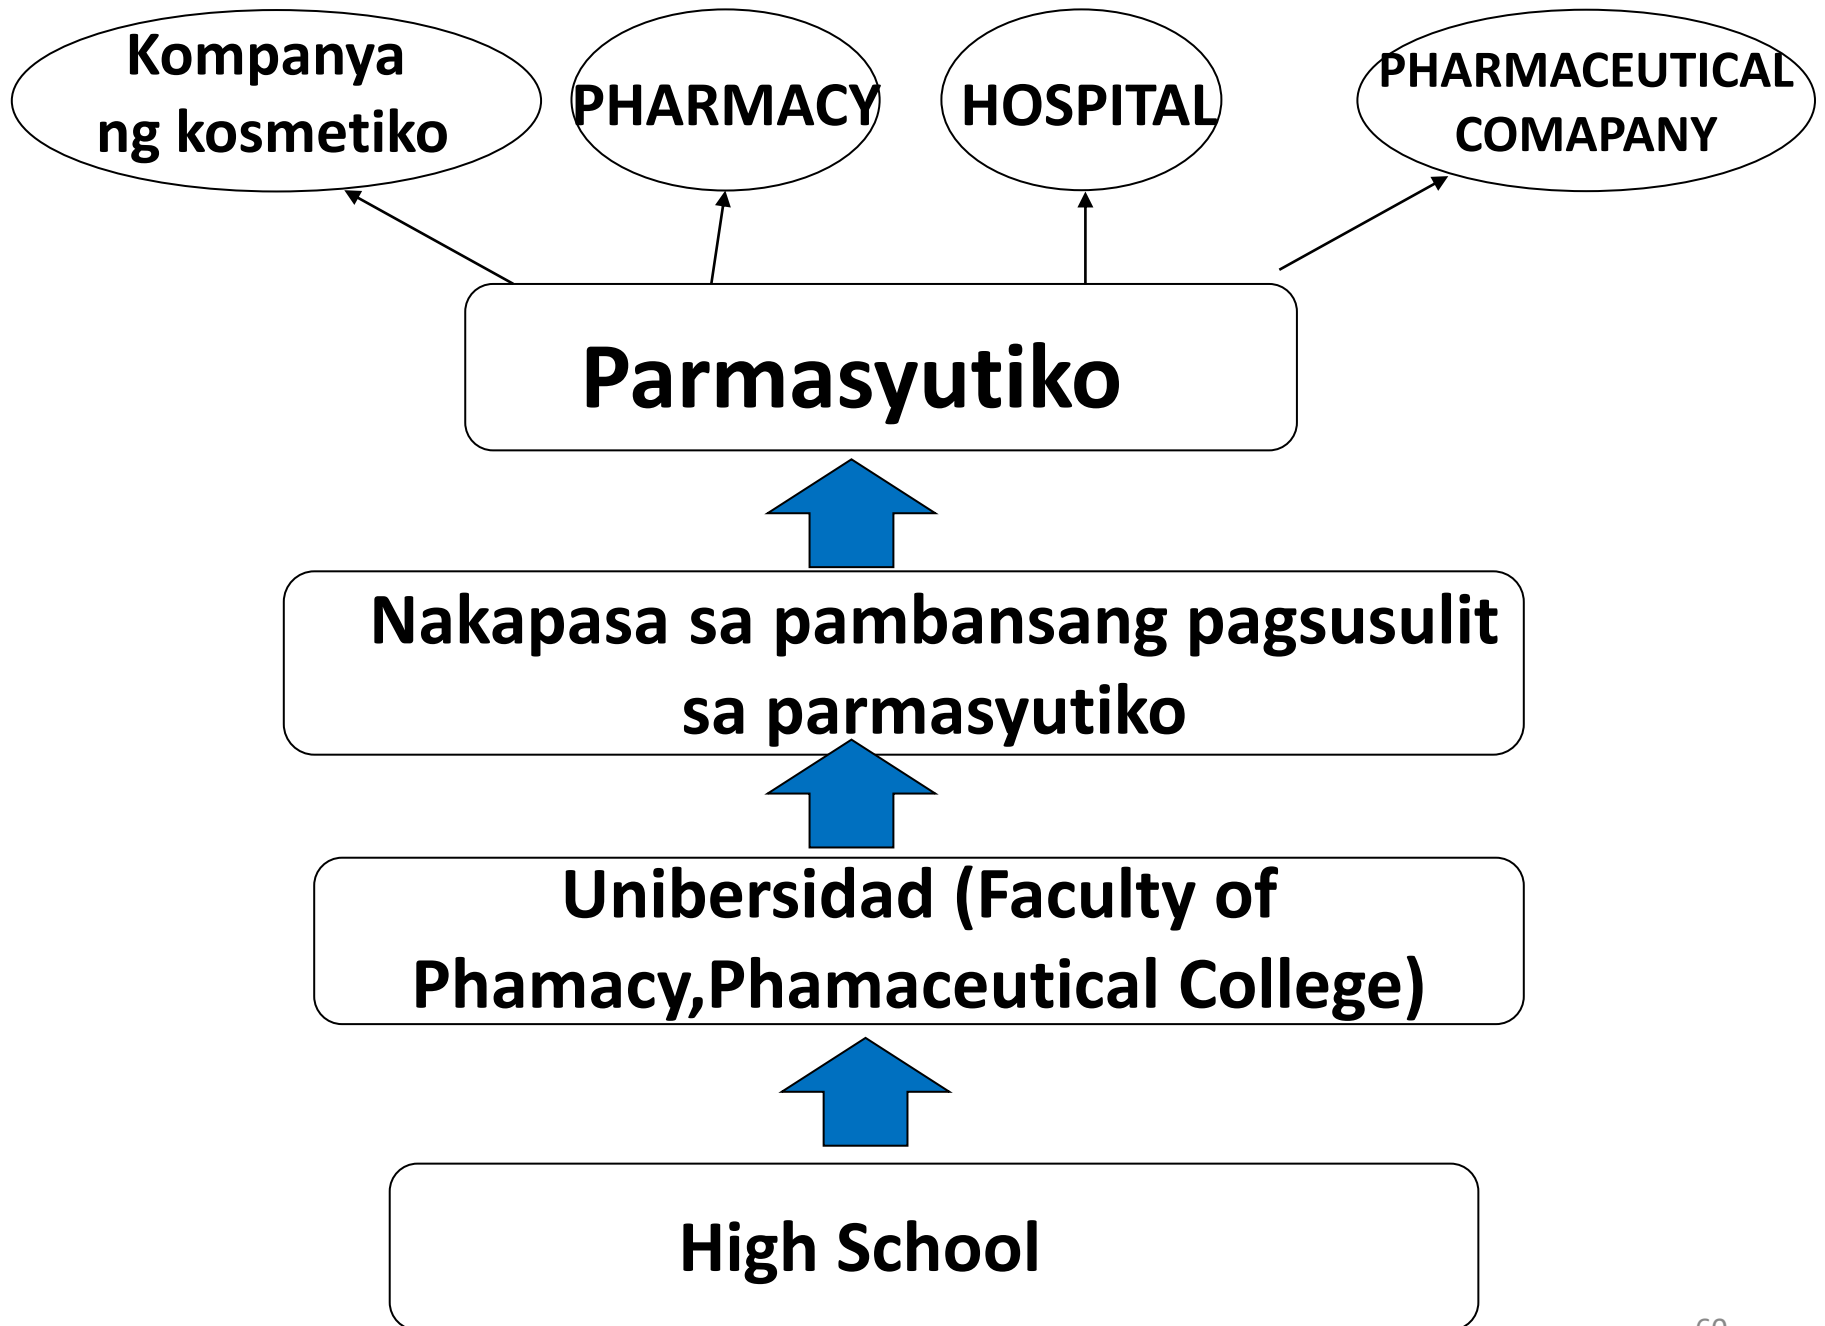 Kompanya
ng kosmetiko
PHARMACY
HOSPITAL
PHARMACEUTICAL
COMAPANY
Parmasyutiko
Nakapasa sa pambansang pagsusulit
sa parmasyutiko
Unibersidad (Faculty of
Phamacy,Phamaceutical College)
High School